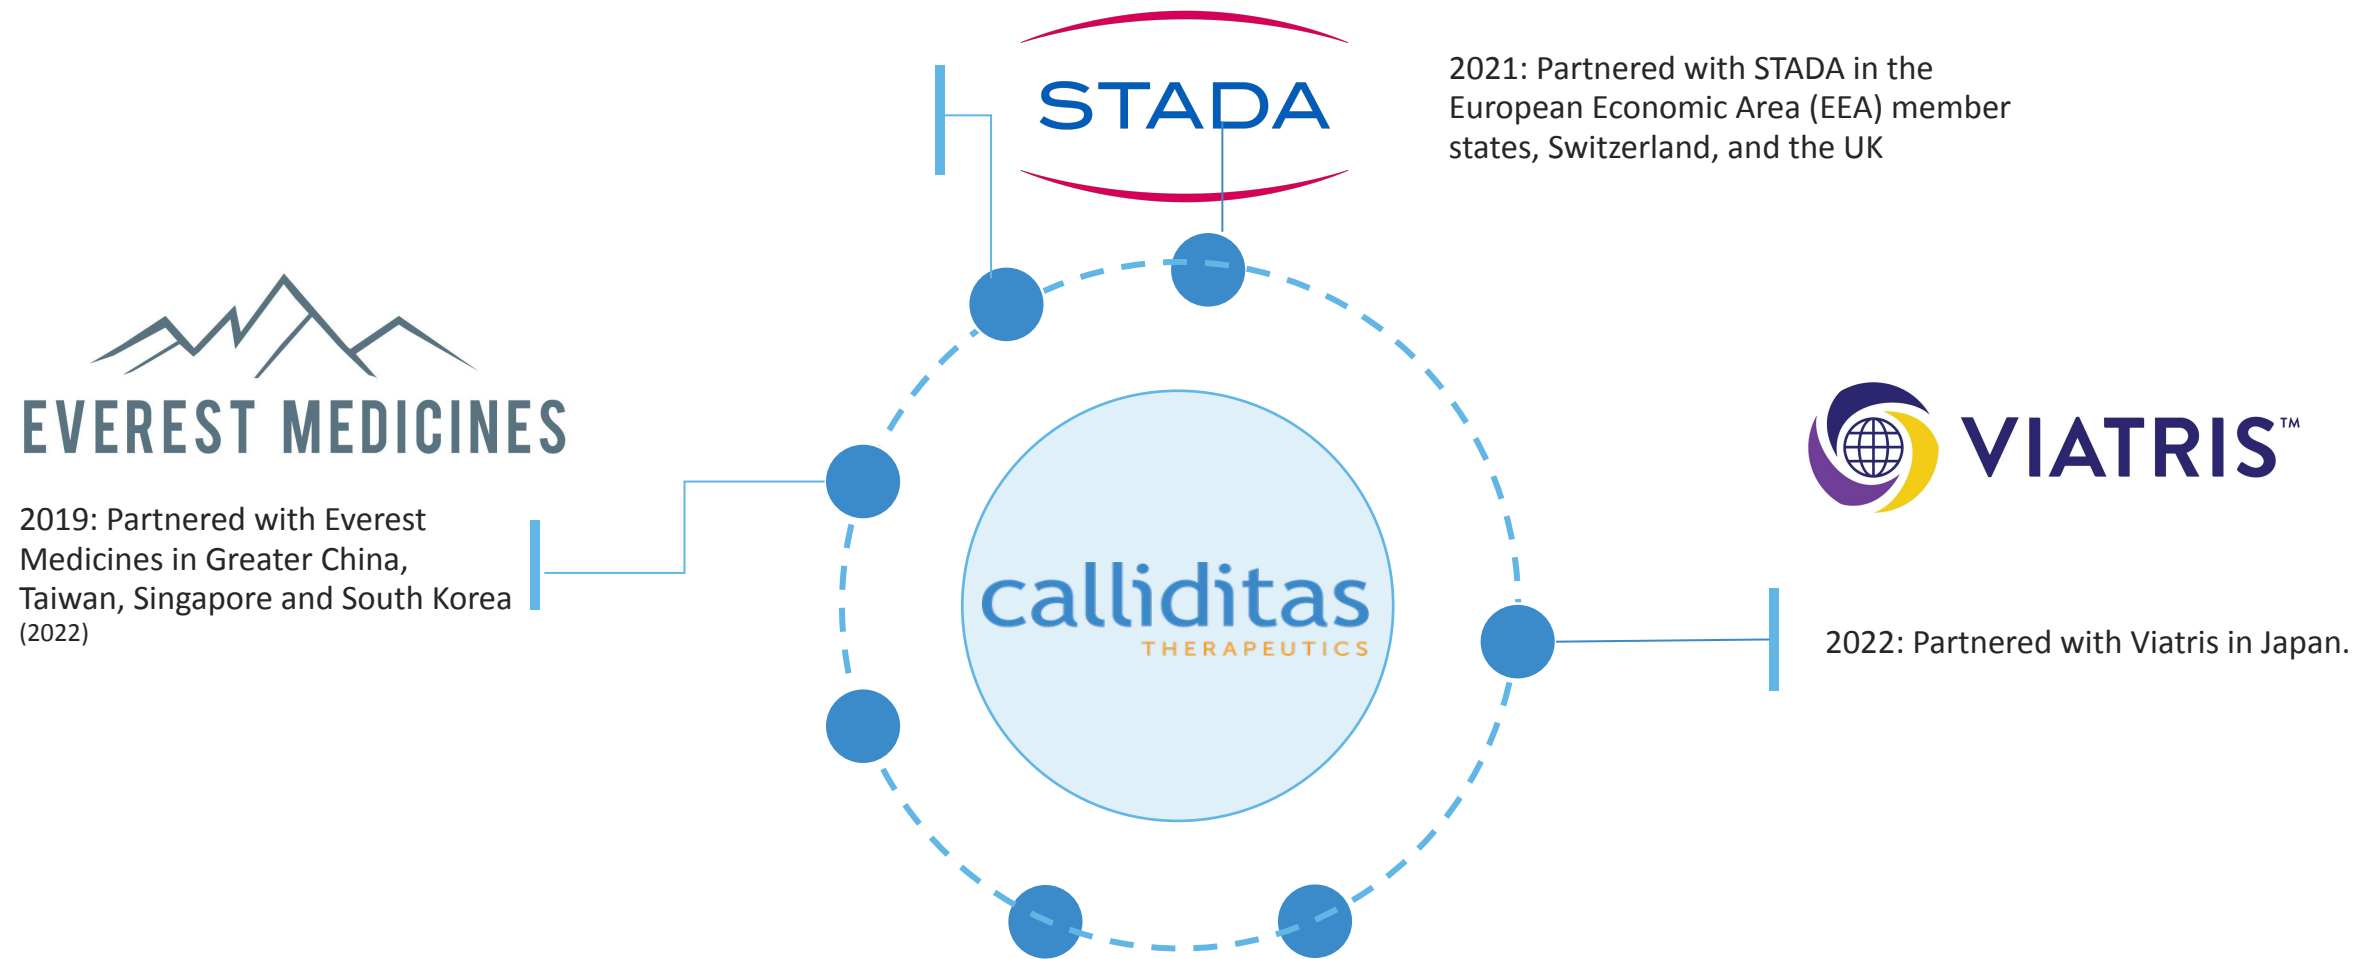 STADA
2021: Partnered with STADA in the
European Economic Area (EEA) member
states, Switzerland, and the UK
EVEREST MEDICINES
2019: Partnered with Everest
Medicines in Greater China,
Taiwan, Singapore and South Korea
(2022)
calliditas
THERAPEUTICS
VIATRIS™
2022: Partnered with Viatris in Japan.